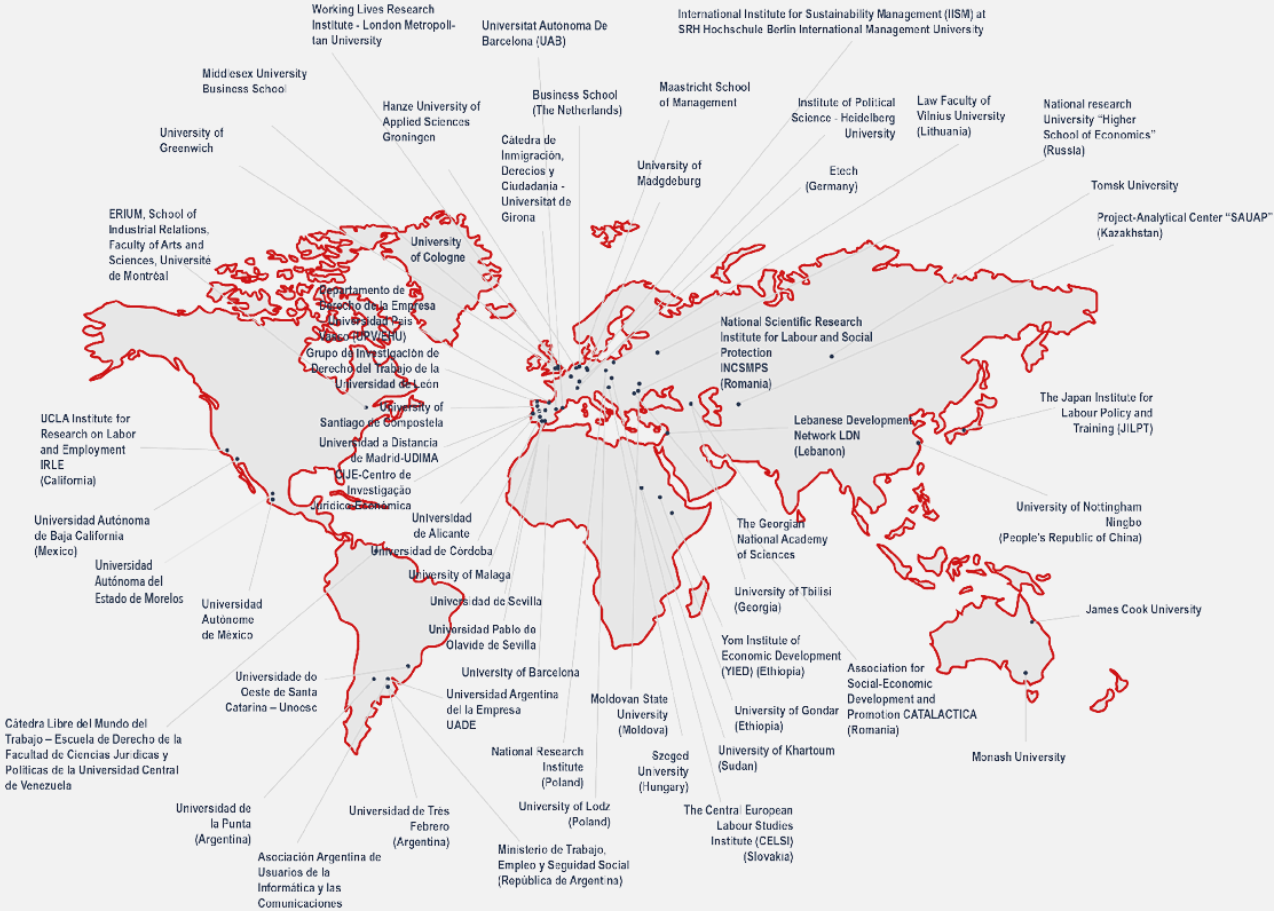 Working Lives Research
Institute - London Metropoli-
tan University
Universitat Autònoma De
Barcelona (UAB)
International Institute for Sustainability Management (IISM) at
SRH Hochschule Berlin International Management University
Middlesex University
Business School
Hanze University of
Applied Sciences
Groningen
Business School
(The Netherlands)
Maastricht School
of Management
Institute of Political
Science - Heidelberg
University
Law Faculty of
Vilnius University
(Lithuania)
National research
University “Higher
School of Economics”
(Russia)
University of
Greenwich
Cátedra de
Inmigración,
Derecios y
Ciudadania -
Universitat de
Girona
University of
Madgdeburg
Etech
(Germany)
Tomsk University
Project-Analytical Center “SAUAP”
(Kazakhstan)
ERIUM, School of
Industrial Relations,
Faculty of Arts and
Sciences, Université
de Montréal
University
of Cologne
Departamento de
Derecho de la Empresa
Universidad Pais
Vasco (UPV/EHU)
Grupo de Investigación de
Derecho del Trabajo de la
Universidad de León
University of
Santiago de Compostela
Universidad a Distancia
de Madrid-UDIMA
CIJE-Centro de
Investigação
Jurídico-Económica
National Scientific Research
Institute for Labour and Social
Protection
INCSMPS
(Romania)
The Japan Institute for
Labour Policy and
Training (JILPT)
UCLA Institute for
Research on Labor
and Employment
IRLE
(California)
Lebanese Development
Network LDN
(Lebanon)
Universidad Autónoma
de Baja California
(Mexico)
Universidad
de Alicante
Universidad de Córdoba
University of Malaga
Universidad de Sevilla
Universidad Pablo do
Olavide de Sevilla
University of Barcelona
The Georgian
National Academy
of Sciences
University of Nottingham
Ningbo
(People’s Republic of China)
Universidad
Autónoma del
Estado de Morelos
Universidad
Autónome
de México
University of Tbilisi
(Georgia)
James Cook University
Yom Institute of
Economic Development
(YIED) (Ethiopia)
Association for
Social-Economic
Development and
Promotion CATALACTICA
(Romania)
Universidade do
Oeste de Santa
Catarina – Unoesc
Universidad Argentina
del la Empresa
UADE
Moldovan State
University
(Moldova)
University of Gondar
(Ethiopia)
Cátedra Libre del Mundo del
Trabajo – Escuela de Derecho de la
Facultad de Ciencias Jurídicas y
Políticas de la Universidad Central
de Venezuela
National Research
Institute
(Poland)
Szeged
University
(Hungary)
University of Khartoum
(Sudan)
Monash University
Universidad de
la Punta
(Argentina)
Universidad de Très
Febrero
(Argentina)
University of Lodz
(Poland)
The Central European
Labour Studies
Institute (CELSI)
(Slovakia)
Asociación Argentina de
Usuarios de la
Informática y las
Comunicaciones
Ministerio de Trabajo,
Empleo y Seguidad Social
(República de Argentina)